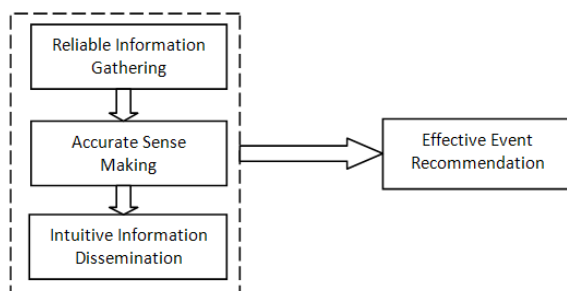 Reliable Information
Gathering
Accurate Sense
Making
Intuitive Information
Dissemination
Effective Event
Recommendation